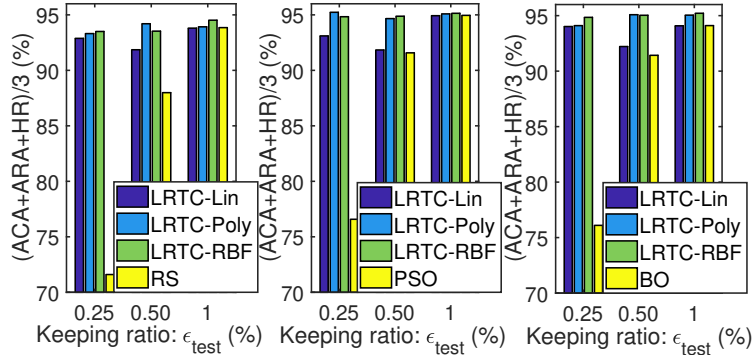 (ACA+ARA+HR)/3 (%)
95
90
85
80
75
70
LRTC-Lin
LRTC-Poly
LRTC-RBF
RS
0.25 0.50 1
Keeping ratio: ϵ_test (%)
(ACA+ARA+HR)/3 (%)
95
90
85
80
75
70
LRTC-Lin
LRTC-Poly
LRTC-RBF
PSO
0.25 0.50 1
Keeping ratio: ϵ_test (%)
(ACA+ARA+HR)/3 (%)
95
90
85
80
75
70
LRTC-Lin
LRTC-Poly
LRTC-RBF
BO
0.25 0.50 1
Keeping ratio: ϵ_test (%)